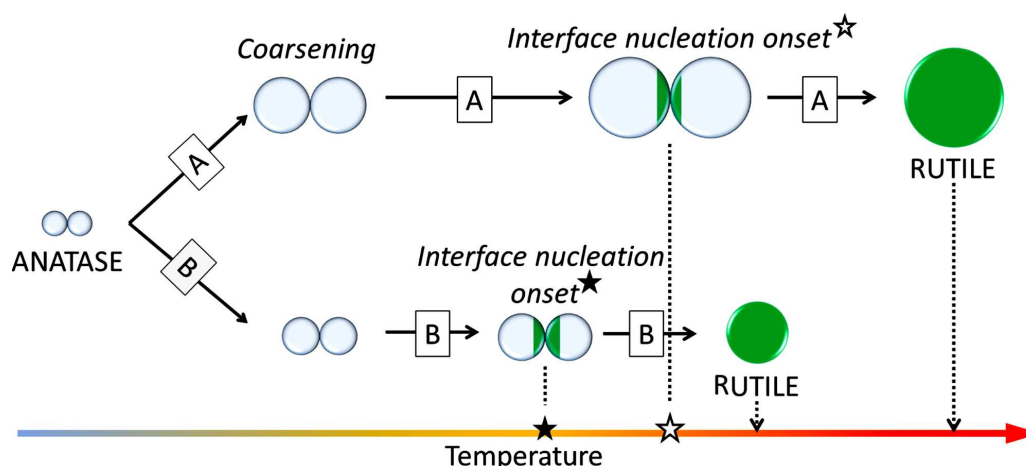 Coarsening
Interface nucleation onset☆
A
A
A
RUTILE
ANATASE
B
Interface nucleation
onset★
B
B
RUTILE
★
☆
Temperature